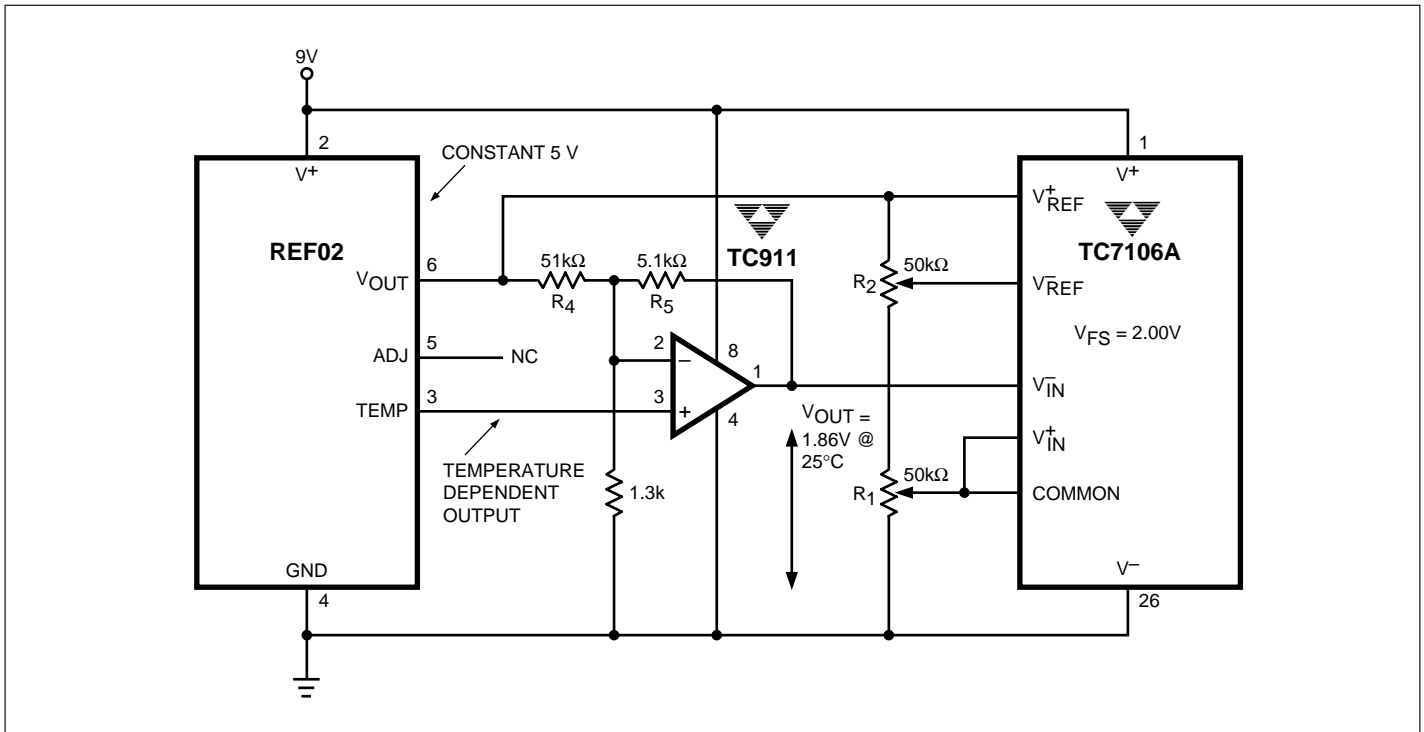 9V
2
V+
CONSTANT 5 V
REF02
VOUT
6
51kΩ
R4
5.1kΩ
R5
TC911
ADJ
5
NC
TEMP
3
2
–
3
+
8
4
1
TEMPERATURE
DEPENDENT
OUTPUT
1.3k
VOUT =
1.86V @
25°C
GND
4
R2
50kΩ
R1
50kΩ
1
V+
V+REF
TC7106A
V–REF
VFS = 2.00V
V–IN
V+IN
COMMON
V–
26